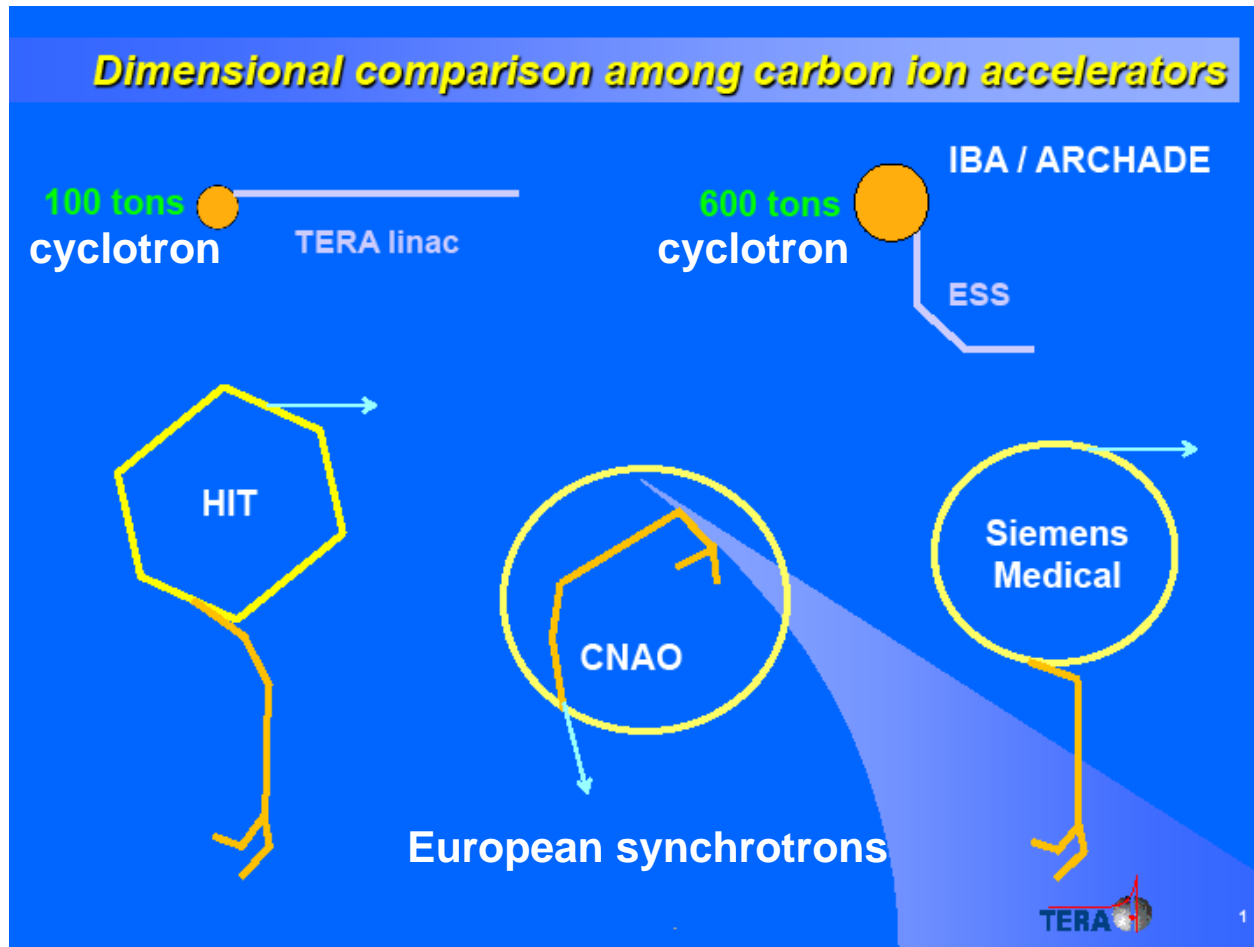 Dimensional comparison among carbon ion accelerators
IBA / ARCHADE
100 tons
cyclotron
TERA linac
600 tons
cyclotron
ESS
HIT
CNAO
Siemens
Medical
European synchrotrons
TERA
1